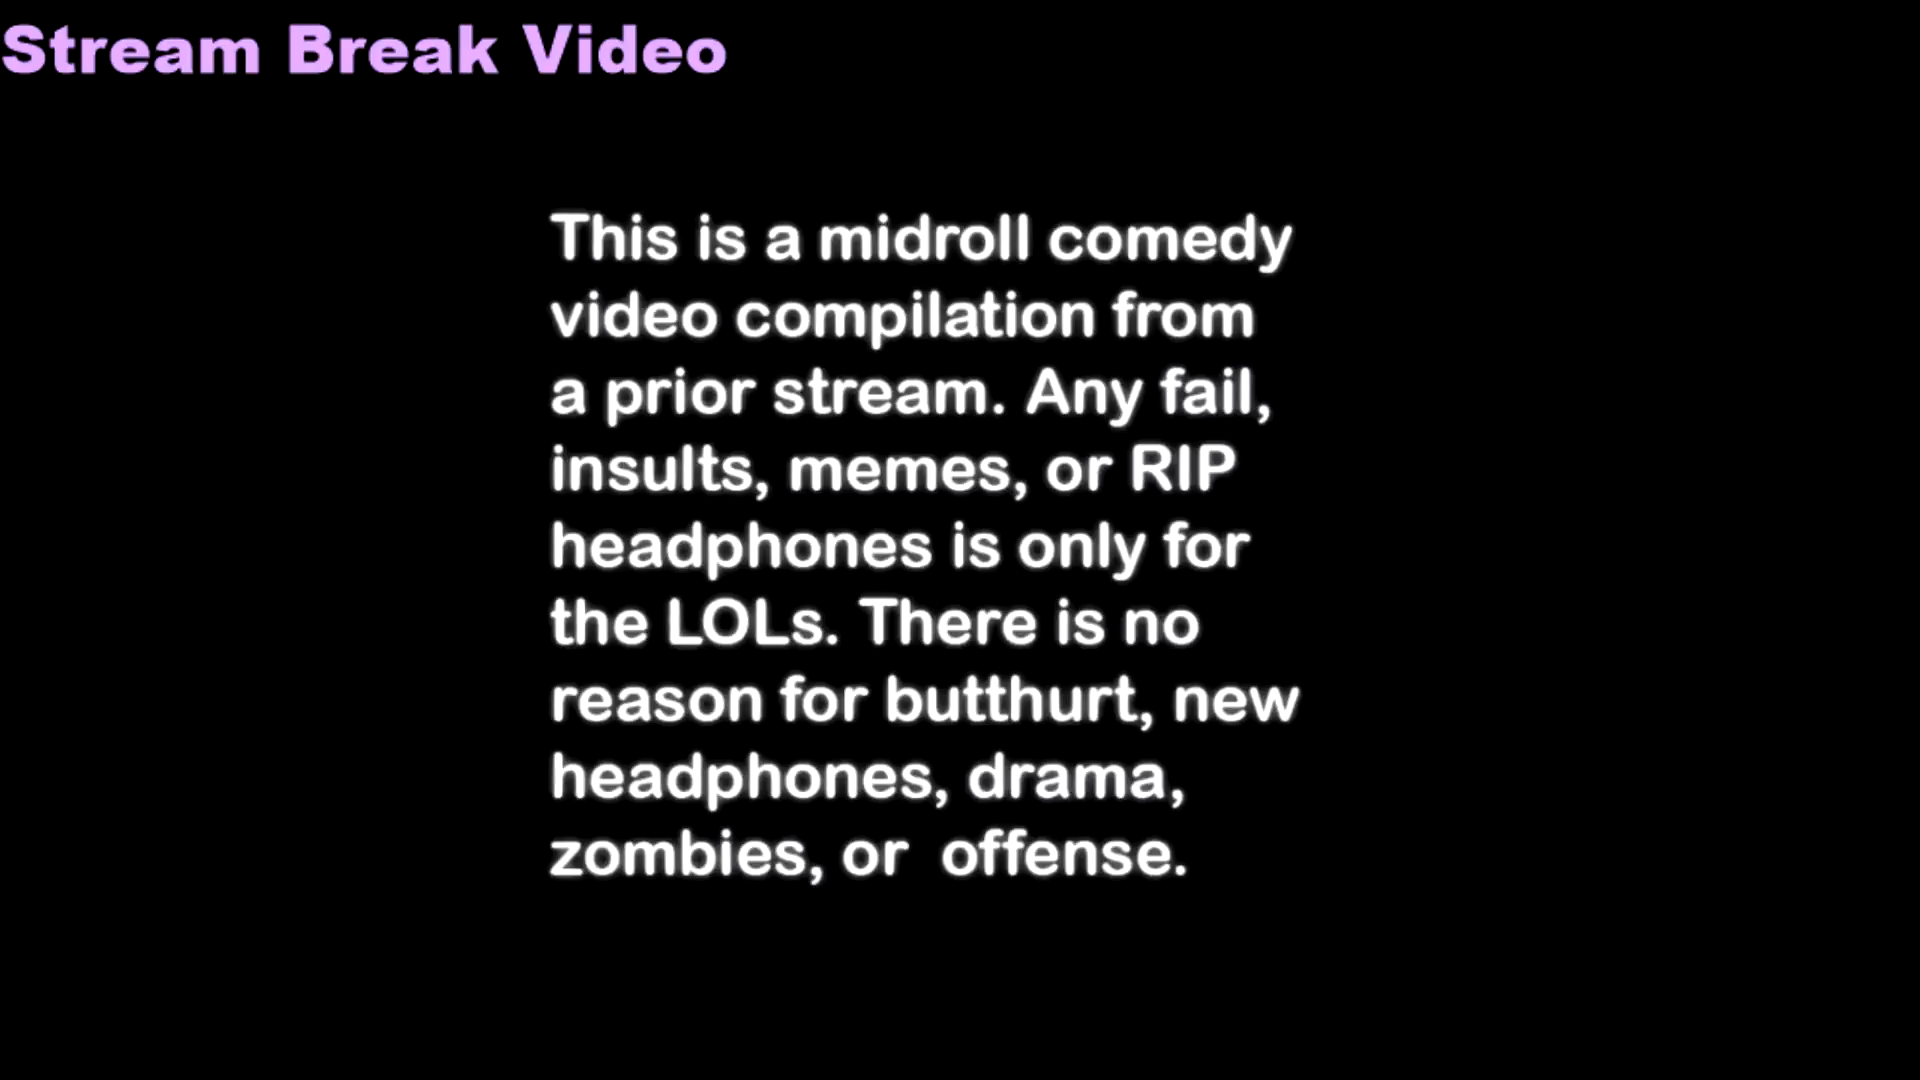 Stream Break Video
This is a midroll comedy
video compilation from
a prior stream. Any fail,
insults, memes, or RIP
headphones is only for
the LOLs. There is no
reason for butthurt, new
headphones, drama,
zombies, or  offense.